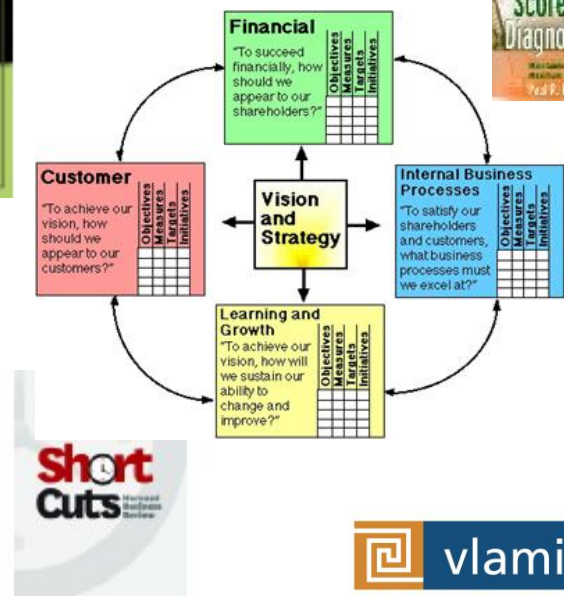 Score
Diagno
Financial
"To succeed
financially, how
should we
appear to our
shareholders?"
Objectives
Measures
Targets
Initiatives
Customer
"To achieve our
vision, how
should we
appear to our
customers?"
Objectives
Measures
Targets
Initiatives
Vision
and
Strategy
Internal Business
Processes
"To satisfy our
shareholders
and customers,
what business
processes must
we excel at?"
Objectives
Measures
Targets
Initiatives
Learning and
Growth
"To achieve our
vision, how will
we sustain our
ability to
change and
improve?"
Objectives
Measures
Targets
Initiatives
Short
Cuts
Harvard
Business
Review
vlami